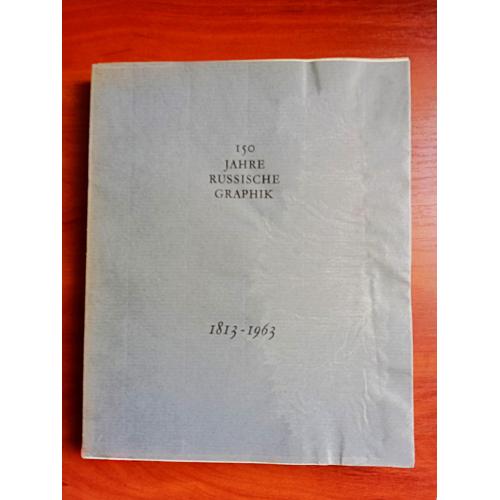 150
JAHRE
RUSSISCHE
GRAPHIK
1813-1963